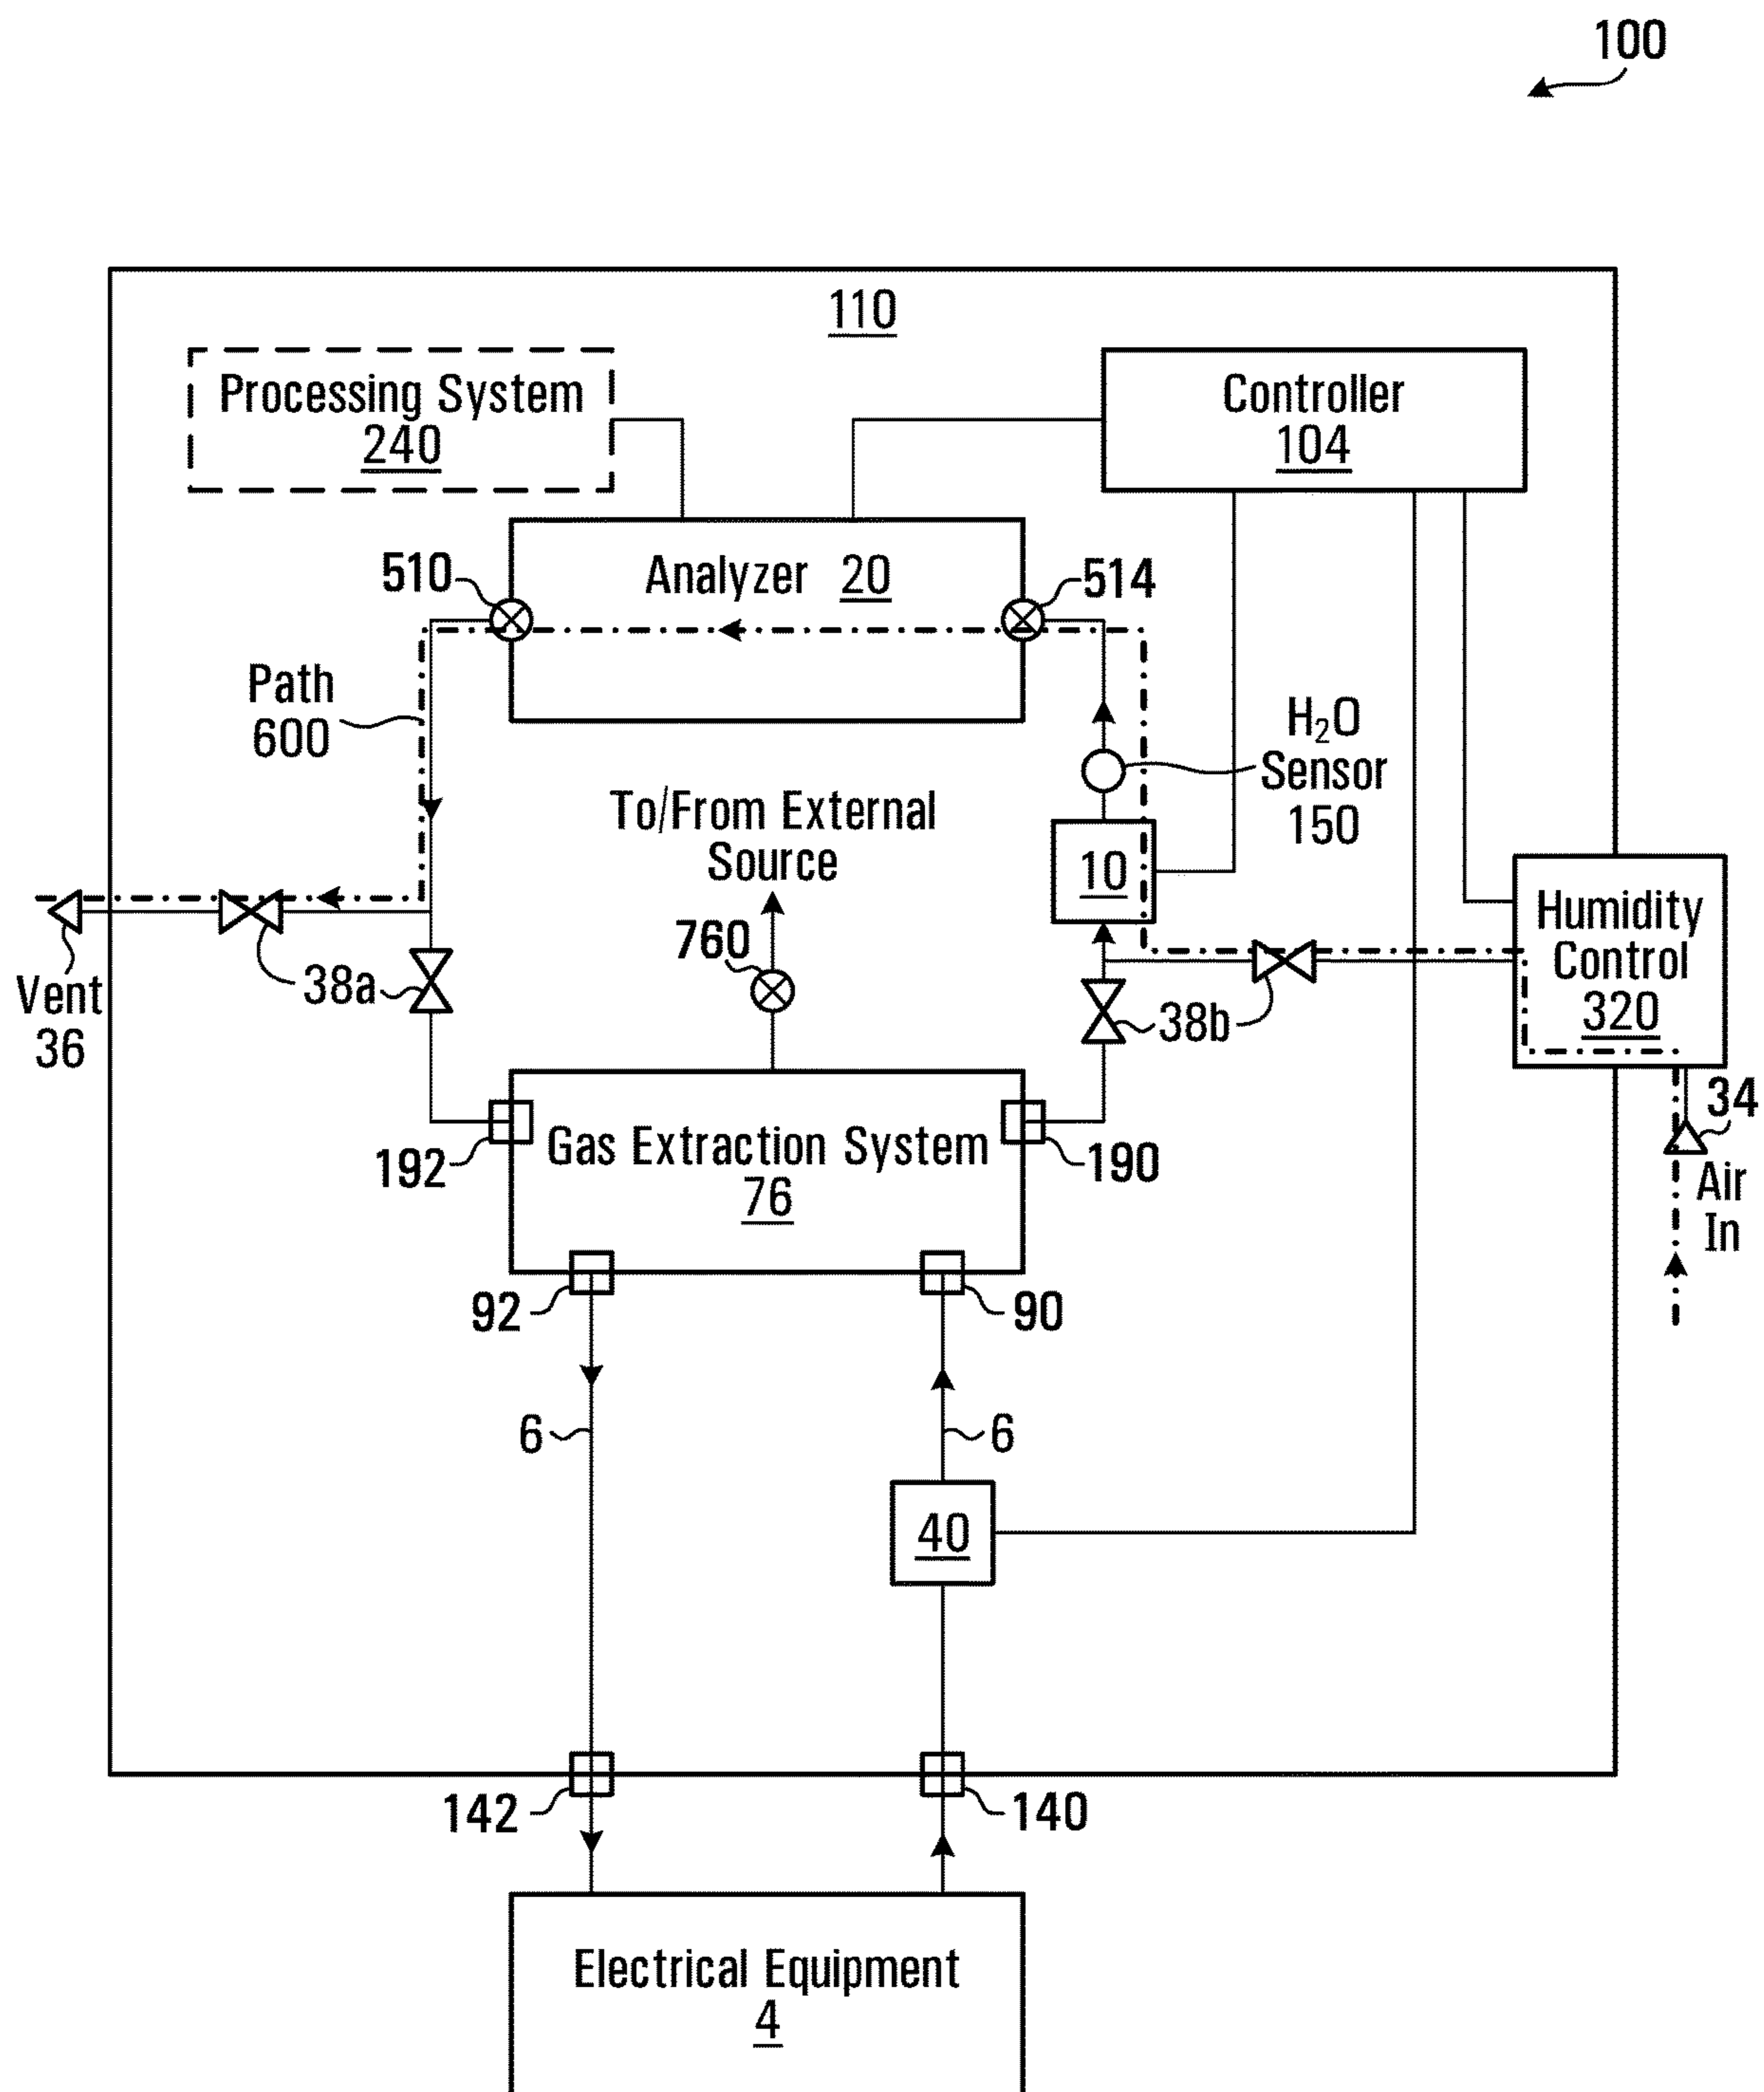 100
110
Processing System
240
Controller
104
510
Analyzer 20
514
Path
600
H₂O
Sensor
150
To/From External
Source
10
760
Humidity
Control
320
Vent
36
38a
38b
34
Air
In
192
Gas Extraction System
76
190
92
90
6
6
40
142
140
Electrical Equipment
4